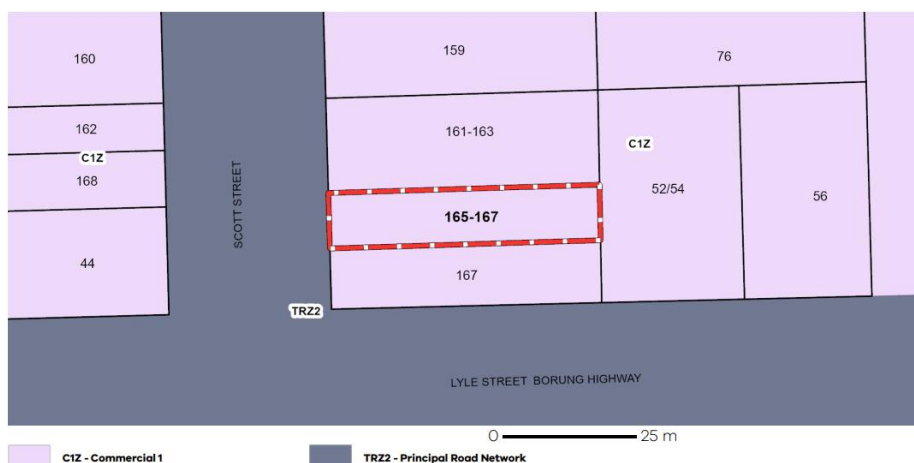 159
76
160
162
161-163
C1Z
C1Z
168
SCOTT STREET
165-167
52/54
56
44
167
TRZ2
LYLE STREET BORUNG HIGHWAY
0 25 m
C1Z - Commercial 1
TRZ2 - Principal Road Network